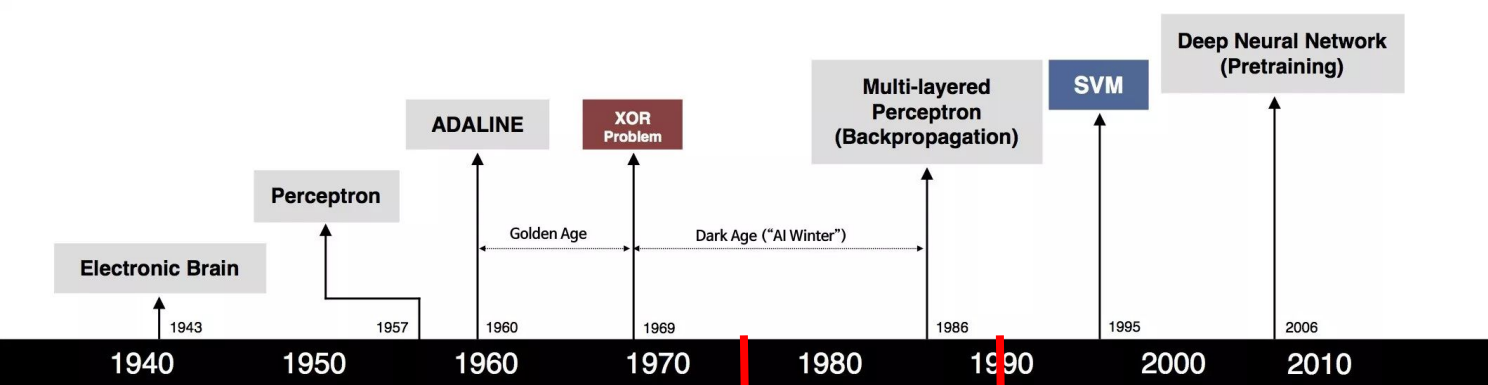 Deep Neural Network
(Pretraining)
Multi-layered
Perceptron
(Backpropagation)
SVM
ADALINE
XOR
Problem
Perceptron
Golden Age
Dark Age (“AI Winter”)
Electronic Brain
1943
1957
1960
1969
1986
1995
2006
1940 1950 1960 1970 1980 1990 2000 2010